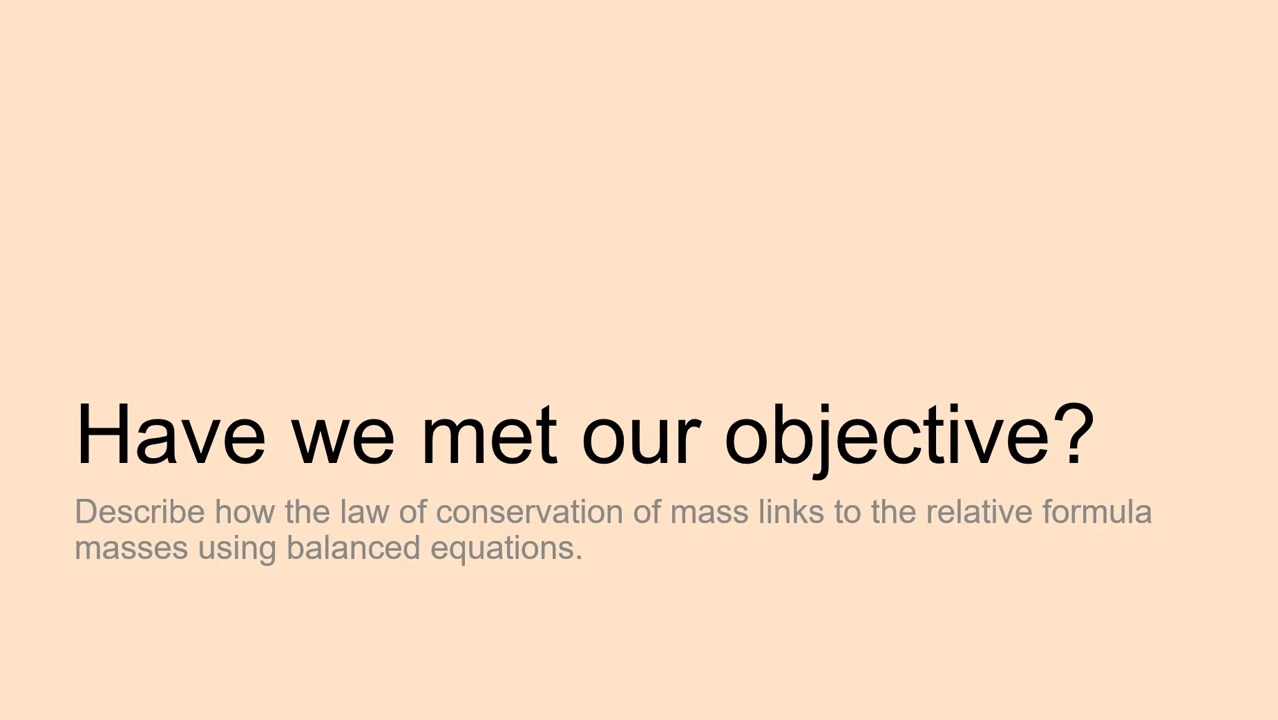 Have we met our objective?
Describe how the law of conservation of mass links to the relative formula
masses using balanced equations.